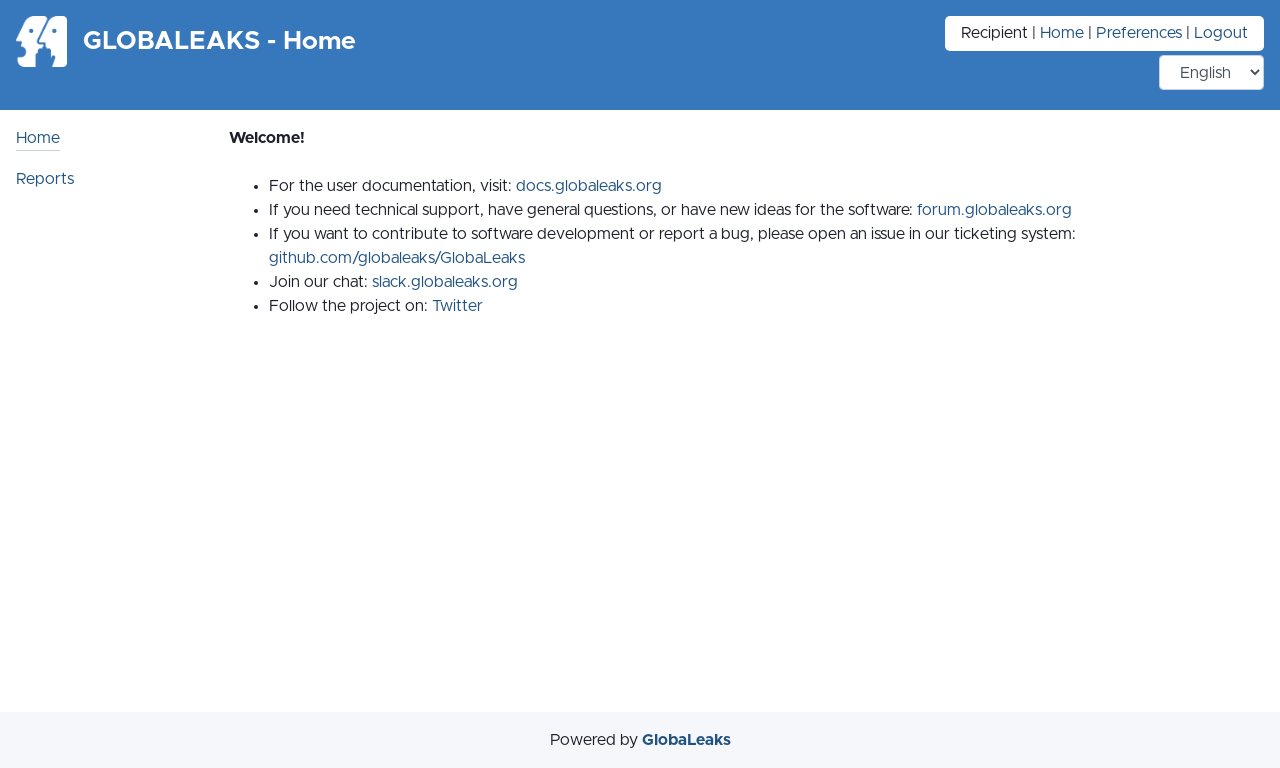 GLOBALEAKS - Home
Recipient | Home | Preferences | Logout
English
Home
Reports
Welcome!
For the user documentation, visit: docs.globaleaks.org
If you need technical support, have general questions, or have new ideas for the software: forum.globaleaks.org
If you want to contribute to software development or report a bug, please open an issue in our ticketing system:
github.com/globaleaks/GlobaLeaks
Join our chat: slack.globaleaks.org
Follow the project on: Twitter
Powered by GlobaLeaks